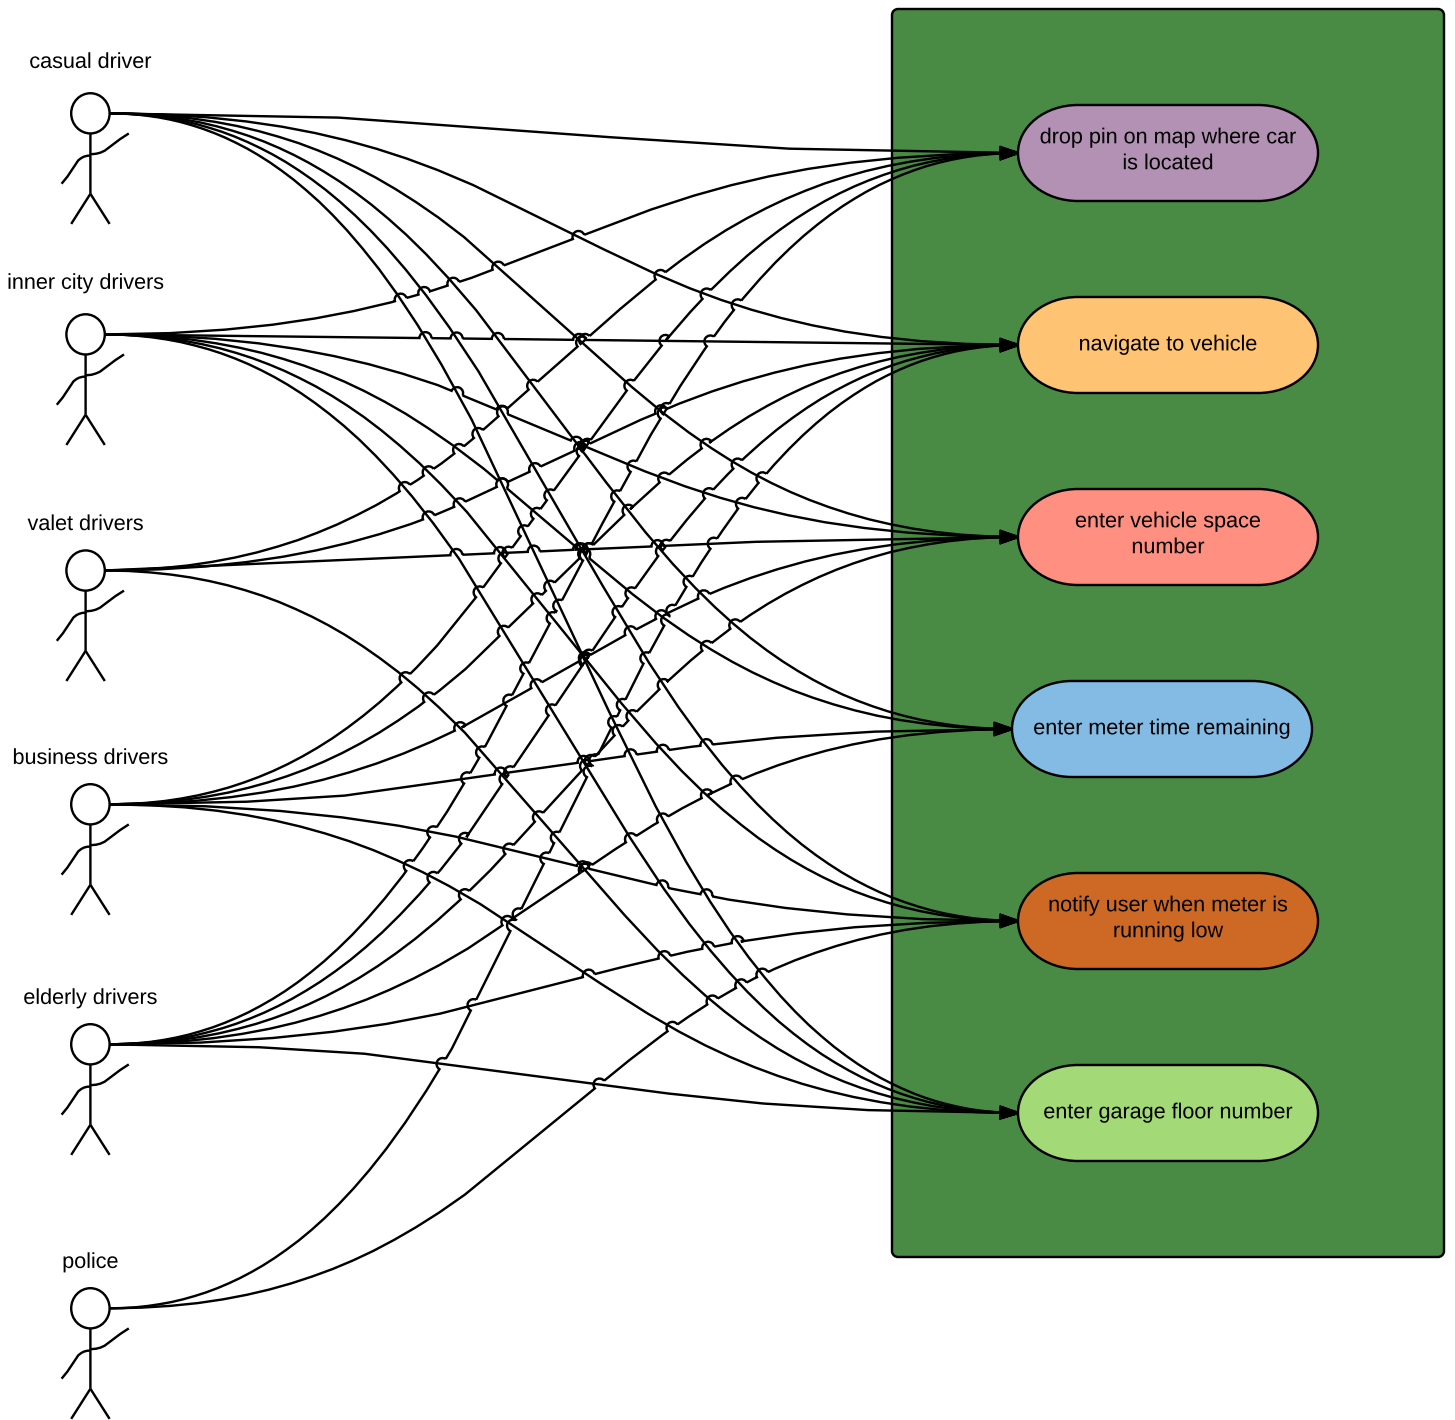 casual driver
inner city drivers
valet drivers
business drivers
elderly drivers
police
drop pin on map where car
is located
navigate to vehicle
enter vehicle space
number
enter meter time remaining
notify user when meter is
running low
enter garage floor number